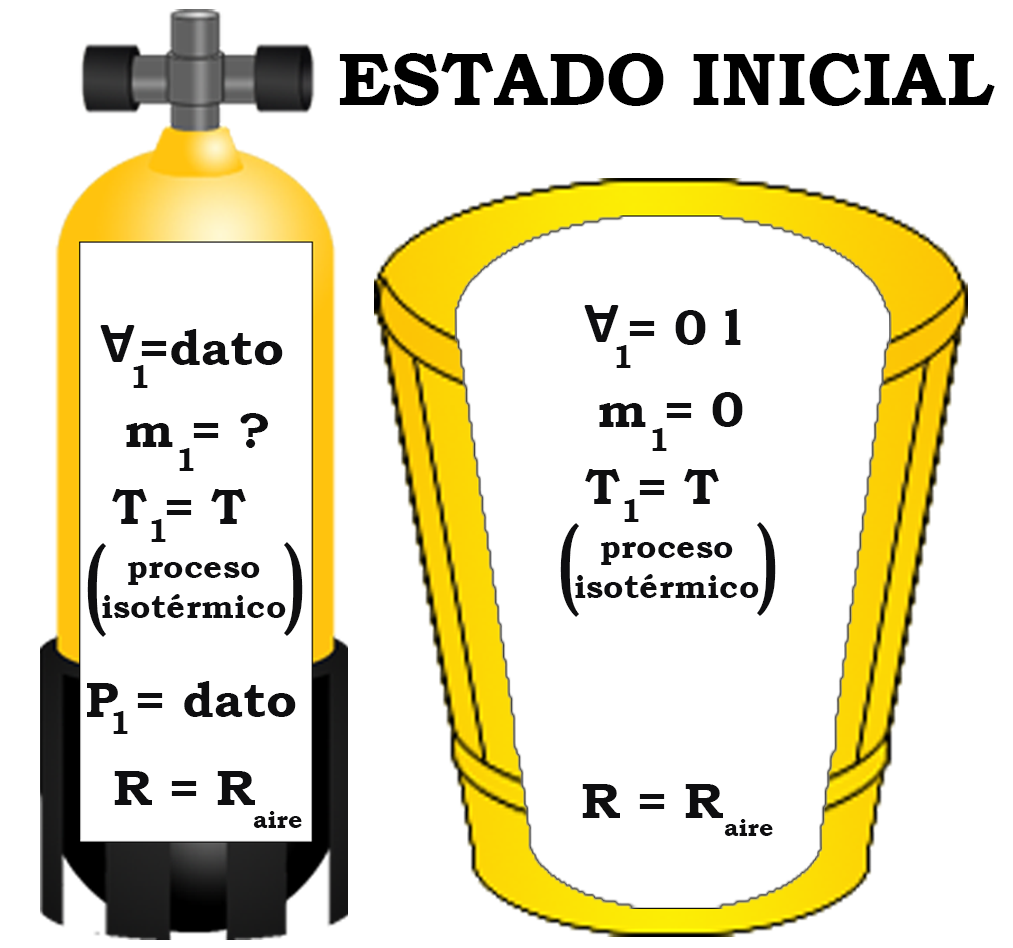 ESTADO INICIAL
∀1=dato
m1= ?
T1= T
(proceso
isotérmico)
P1= dato
R = Raire
∀1= 0 l
m1= 0
T1= T
(proceso
isotérmico)
R = Raire